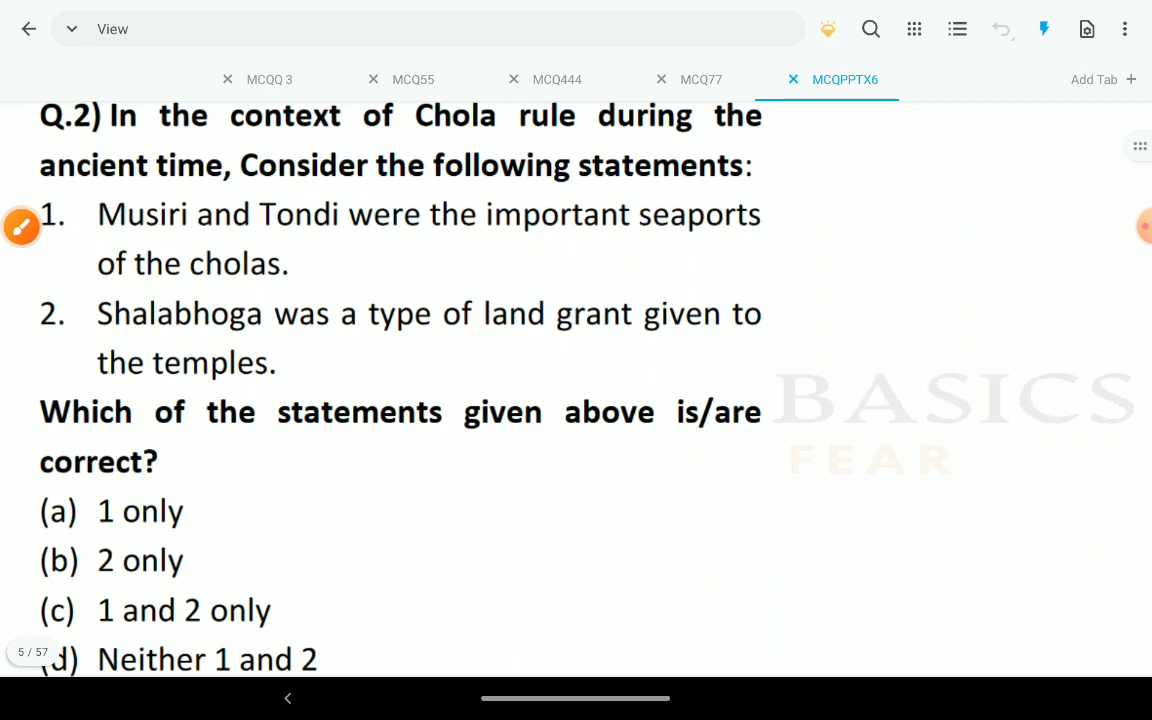 View
MCQQ 3
MCQ55
MCQ444
MCQ77
MCQPPTX6
Add Tab +
Q.2) In the context of Chola rule during the
ancient time, Consider the following statements:
1. Musiri and Tondi were the important seaports
of the cholas.
2. Shalabhoga was a type of land grant given to
the temples.
Which of the statements given above is/are
correct?
(a) 1 only
(b) 2 only
(c) 1 and 2 only
(d) Neither 1 and 2
BASICS
FEAR
5 / 57